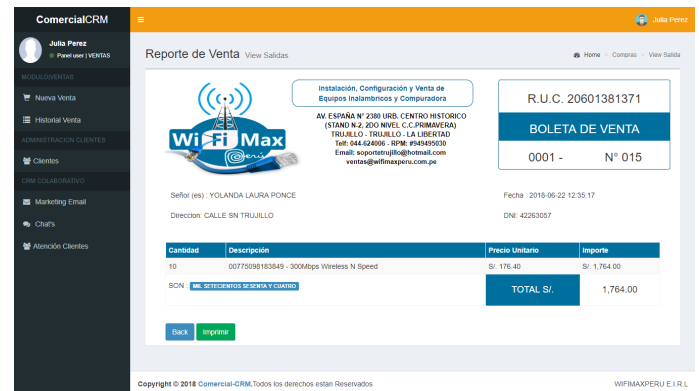 ComercialCRM
Julia Perez
Julia Perez
Panel user | VENTAS
MODULO|VENTAS
Nueva Venta
Historial Venta
ADMINISTRACION CLIENTES
Clientes
CRM COLABORATIVO
Marketing Email
Chat's
Atención Clientes
Reporte de Venta View Salidas
Home - Compras - View Salida
WiFi Max
Perú
Instalación, Configuración y Venta de
Equipos Inalambricos y Computadora
AV. ESPAÑA N° 2380 URB. CENTRO HISTORICO
(STAND N-2, 2DO NIVEL C.C.PRIMAVERA)
TRUJILLO - TRUJILLO - LA LIBERTAD
Telf: 044-624006 - RPM: #949495030
Email: soportetrujillo@hotmail.com
ventas@wifimaxperu.com.pe
R.U.C. 20601381371
BOLETA DE VENTA
0001 - N° 015
Señor (es) : YOLANDA LAURA PONCE
Fecha : 2018-06-22 12:35:17
Direccion: CALLE SN TRUJILLO
DNI: 42263057
Cantidad Descripción Precio Unitario Importe
10 00775098183849 - 300Mbps Wireless N Speed S/. 176.40 S/. 1,764.00
SON : MIL SETECIENTOS SESENTA Y CUATRO
TOTAL S/. 1,764.00
Back Imprimir
Copyright © 2018 Comercial-CRM.Todos los derechos estan Reservados
WIFIMAXPERU E.I.R.L